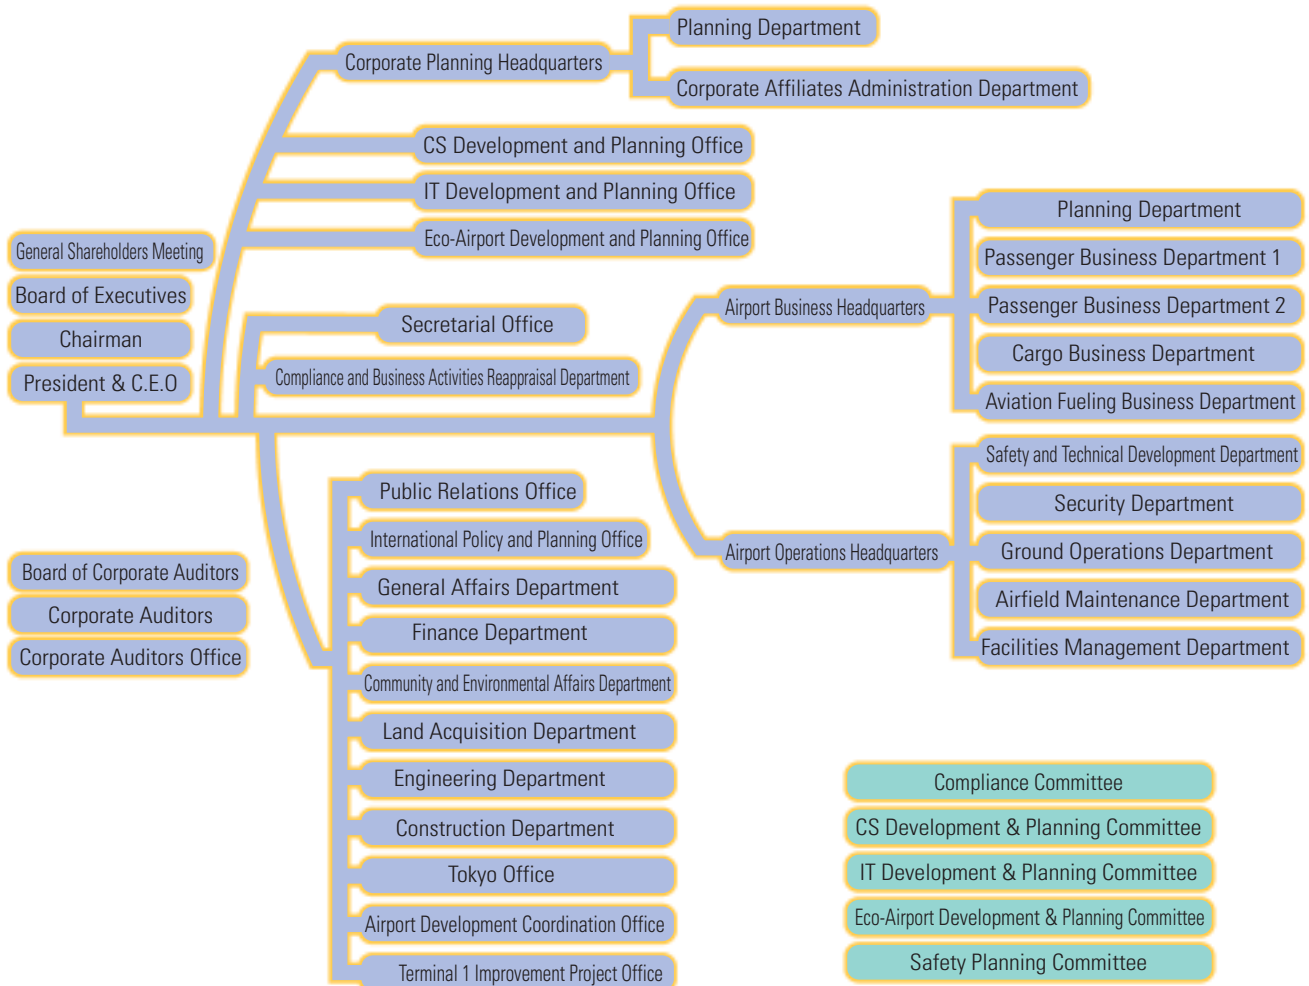 Planning Department
Corporate Planning Headquarters
Corporate Affiliates Administration Department
CS Development and Planning Office
IT Development and Planning Office
Eco-Airport Development and Planning Office
General Shareholders Meeting
Board of Executives
Chairman
President & C.E.O
Secretarial Office
Compliance and Business Activities Reappraisal Department
Airport Business Headquarters
Planning Department
Passenger Business Department 1
Passenger Business Department 2
Cargo Business Department
Aviation Fueling Business Department
Airport Operations Headquarters
Safety and Technical Development Department
Security Department
Ground Operations Department
Airfield Maintenance Department
Facilities Management Department
Public Relations Office
International Policy and Planning Office
General Affairs Department
Finance Department
Community and Environmental Affairs Department
Land Acquisition Department
Engineering Department
Construction Department
Tokyo Office
Airport Development Coordination Office
Terminal 1 Improvement Project Office
Board of Corporate Auditors
Corporate Auditors
Corporate Auditors Office
Compliance Committee
CS Development & Planning Committee
IT Development & Planning Committee
Eco-Airport Development & Planning Committee
Safety Planning Committee